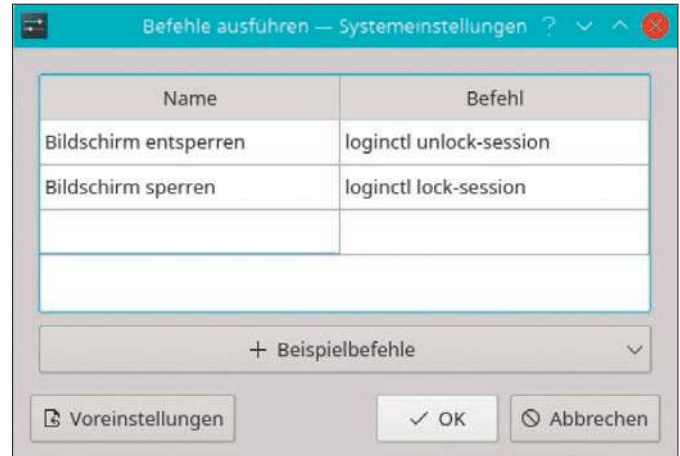 Befehle ausführen — Systemeinstellungen ?
Name Befehl
Bildschirm entsperren loginctl unlock-session
Bildschirm sperren loginctl lock-session
+ Beispielbefehle
Voreinstellungen ✓ OK Abbrechen